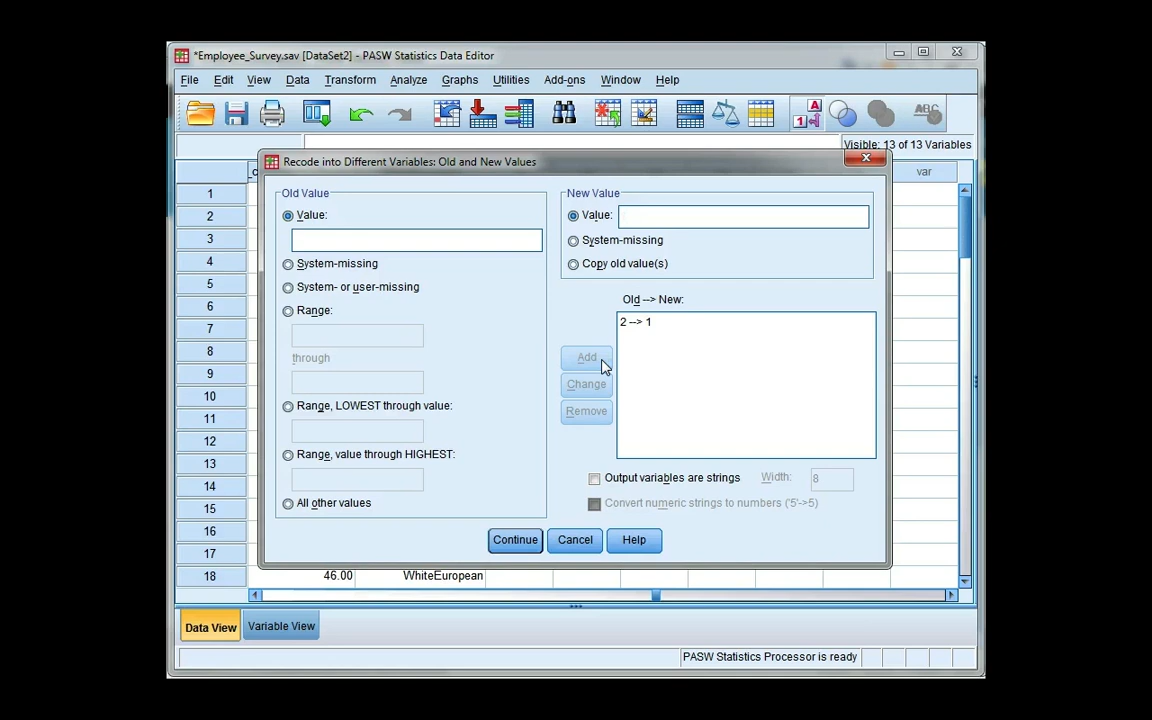 *Employee_Survey.sav [DataSet2] - PASW Statistics Data Editor
File Edit View Data Transform Analyze Graphs Utilities Add-ons Window Help
A
1
ABC
Visible: 13 of 13 Variables
var
Recode into Different Variables: Old and New Values
Old Value
Value:
System-missing
System- or user-missing
Range:
through
Range, LOWEST through value:
Range, value through HIGHEST:
All other values
New Value
Value:
System-missing
Copy old value(s)
Old --> New:
2 --> 1
Add
Change
Remove
Output variables are strings Width: 8
Convert numeric strings to numbers ('5'->5)
Continue Cancel Help
1
2
3
4
5
6
7
8
9
10
11
12
13
14
15
16
17
18 46.00 WhiteEuropean
Data View Variable View
PASW Statistics Processor is ready